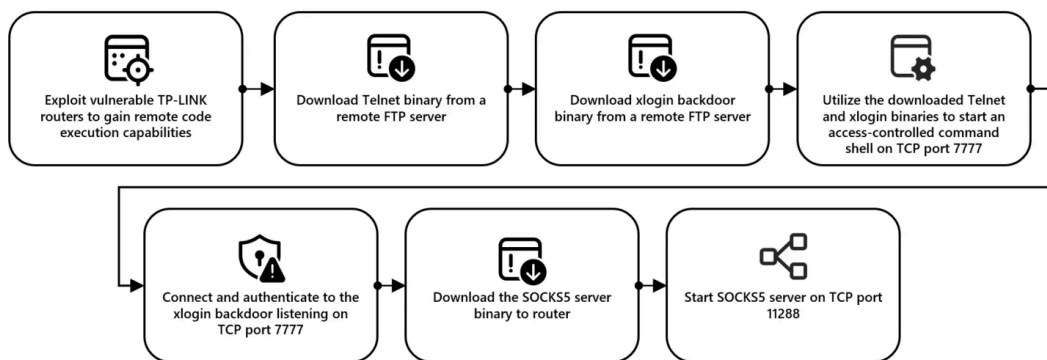 Exploit vulnerable TP-LINK
routers to gain remote code
execution capabilities
Download Telnet binary from a
remote FTP server
Download xlogin backdoor
binary from a remote FTP server
Utilize the downloaded Telnet
and xlogin binaries to start an
access-controlled command
shell on TCP port 7777
Connect and authenticate to the
xlogin backdoor listening on
TCP port 7777
Download the SOCKS5 server
binary to router
Start SOCKS5 server on TCP port
11288